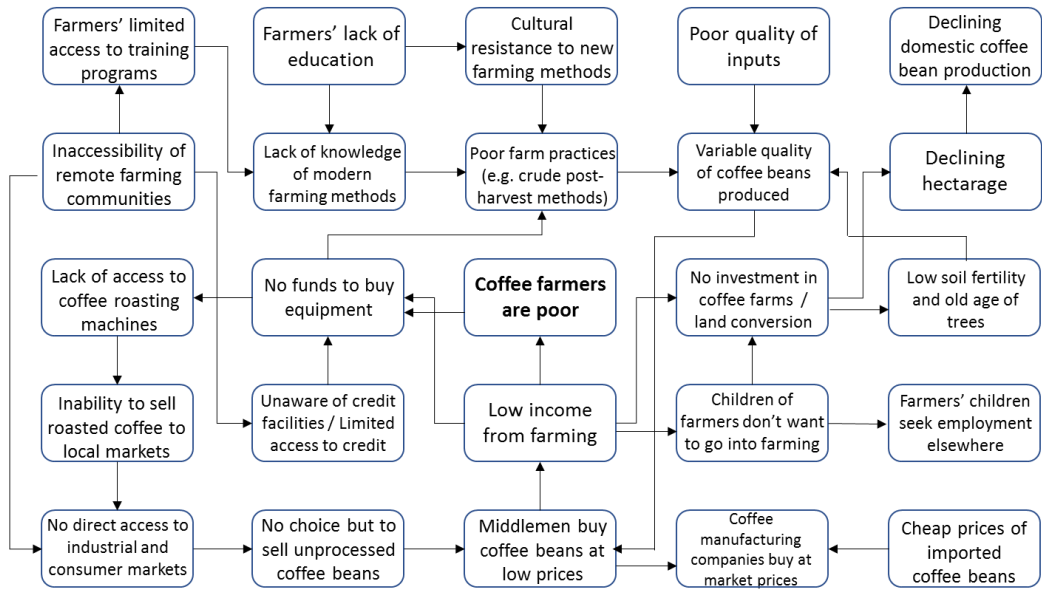 Farmers’ limited
access to training
programs
Farmers’ lack of
education
Cultural
resistance to new
farming methods
Poor quality of
inputs
Declining
domestic coffee
bean production
Inaccessibility of
remote farming
communities
Lack of knowledge
of modern
farming methods
Poor farm practices
(e.g. crude post-
harvest methods)
Variable quality
of coffee beans
produced
Declining
hectarage
Lack of access to
coffee roasting
machines
No funds to buy
equipment
Coffee farmers
are poor
No investment in
coffee farms /
land conversion
Low soil fertility
and old age of
trees
Inability to sell
roasted coffee to
local markets
Unaware of credit
facilities / Limited
access to credit
Low income
from farming
Children of
farmers don’t want
to go into farming
Farmers’ children
seek employment
elsewhere
No direct access to
industrial and
consumer markets
No choice but to
sell unprocessed
coffee beans
Middlemen buy
coffee beans at
low prices
Coffee
manufacturing
companies buy at
market prices
Cheap prices of
imported
coffee beans